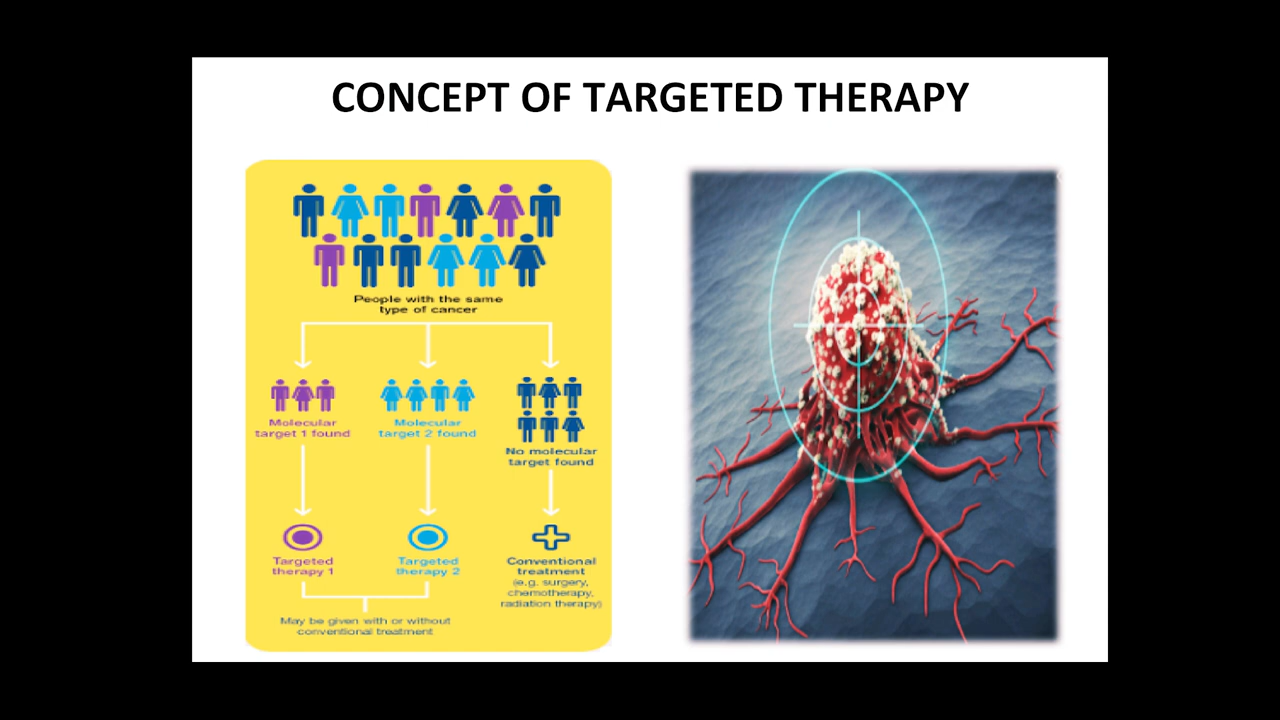 CONCEPT OF TARGETED THERAPY
People with the same
type of cancer
Molecular
target 1 found
Molecular
target 2 found
No molecular
target found
Targeted
therapy 1
Targeted
therapy 2
Conventional
treatment
(e.g. surgery,
chemotherapy,
radiation therapy)
May be given with or without
conventional treatment